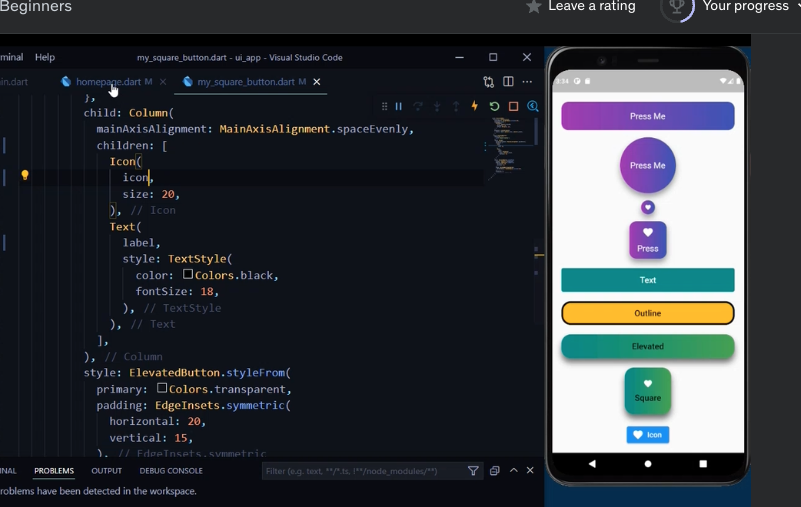 Beginners
Leave a rating
Your progress
minal Help
my_square_button.dart - ui_app - Visual Studio Code
in.dart
homepage.dart M
my_square_button.dart M
},
child: Column(
mainAxisAlignment: MainAxisAlignment.spaceEvenly,
children: [
Icon(
icon,
size: 20,
), // Icon
Text(
label,
style: TextStyle(
color: Colors.black,
fontSize: 18,
), // TextStyle
), // Text
],
), // Column
style: ElevatedButton.styleFrom(
primary: Colors.transparent,
padding: EdgeInsets.symmetric(
horizontal: 20,
vertical: 15,
), // EdgeInsets.symmetric
NAL PROBLEMS OUTPUT DEBUG CONSOLE
Filter (e.g. text, **/*.ts, !**/node_modules/**)
roblems have been detected in the workspace.
Press Me
Press Me
Press
Text
Outline
Elevated
Square
Icon